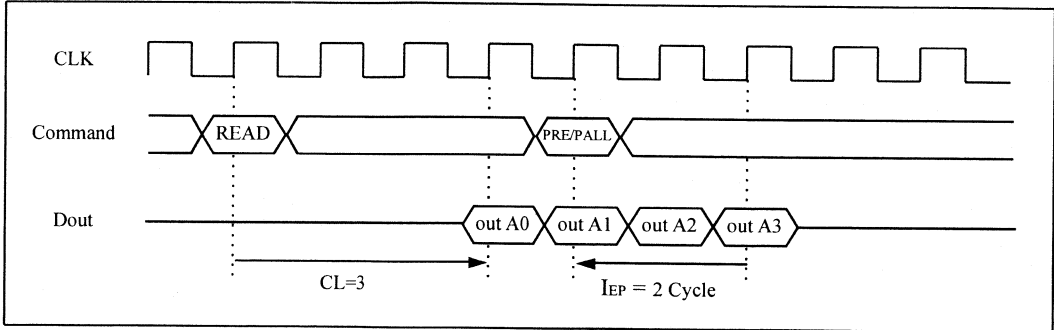 CLK
Command READ PRE/PALL
Dout out A0 out A1 out A2 out A3
CL=3 IEP = 2 Cycle